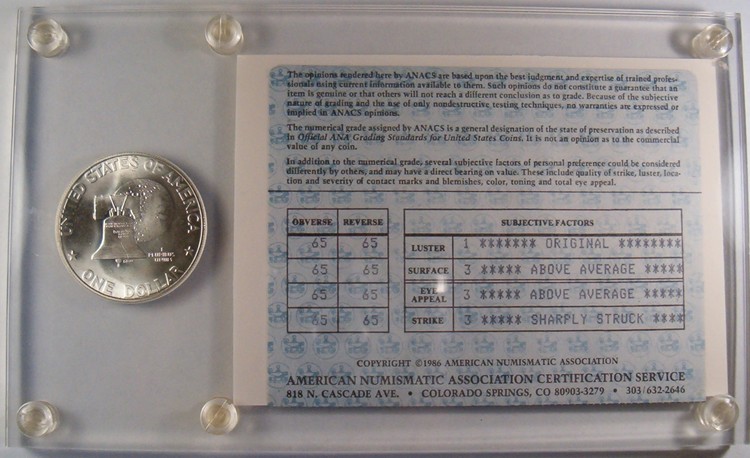 UNITED STATES OF AMERICA
E PLURIBUS
UNUM
ONE DOLLAR
The opinions rendered here by ANACS are based upon the best judgment and expertise of trained profes-
sionals using current information available to them. Such opinions do not constitute a guarantee that an
item is genuine or that others will not reach a different conclusion as to grade. Because of the subjective
nature of grading and the use of only nondestructive testing techniques, no warranties are expressed or
implied in ANACS opinions.
The numerical grade assigned by ANACS is a general designation of the state of preservation as described
in Official ANA Grading Standards for United States Coins. It is not an opinion as to the commercial
value of any coin.
In addition to the numerical grade, several subjective factors of personal preference could be considered
differently by others, and may have a direct bearing on value. These include quality of strike, luster, loca-
tion and severity of contact marks and blemishes, color, toning and total eye appeal.
OBVERSE REVERSE
65 65
65 65
65 65
65 65
SUBJECTIVE FACTORS
LUSTER 1 ******* ORIGINAL ********
SURFACE 3 ***** ABOVE AVERAGE *****
EYE APPEAL 3 ***** ABOVE AVERAGE *****
STRIKE 3 ***** SHARPLY STRUCK *****
COPYRIGHT ©1986 AMERICAN NUMISMATIC ASSOCIATION
AMERICAN NUMISMATIC ASSOCIATION CERTIFICATION SERVICE
818 N. CASCADE AVE. • COLORADO SPRINGS, CO 80903-3279 • 303/632-2646